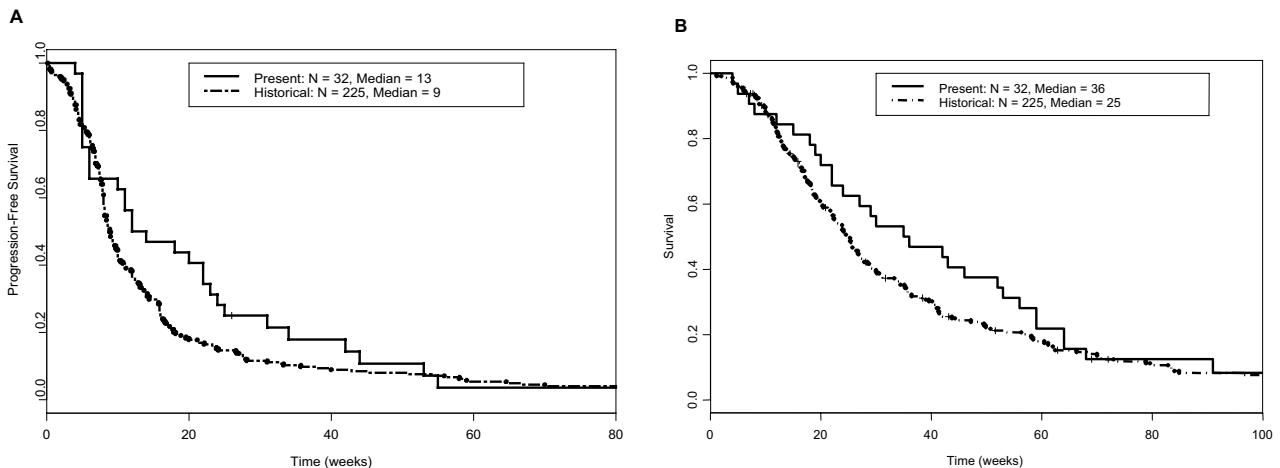 A
Progression-Free Survival
1.0
0.8
0.6
0.4
0.2
0.0
Present: N = 32, Median = 13
Historical: N = 225, Median = 9
0 20 40 60 80
Time (weeks)
B
Survival
1.0
0.8
0.6
0.4
0.2
0.0
Present: N = 32, Median = 36
Historical: N = 225, Median = 25
0 20 40 60 80 100
Time (weeks)